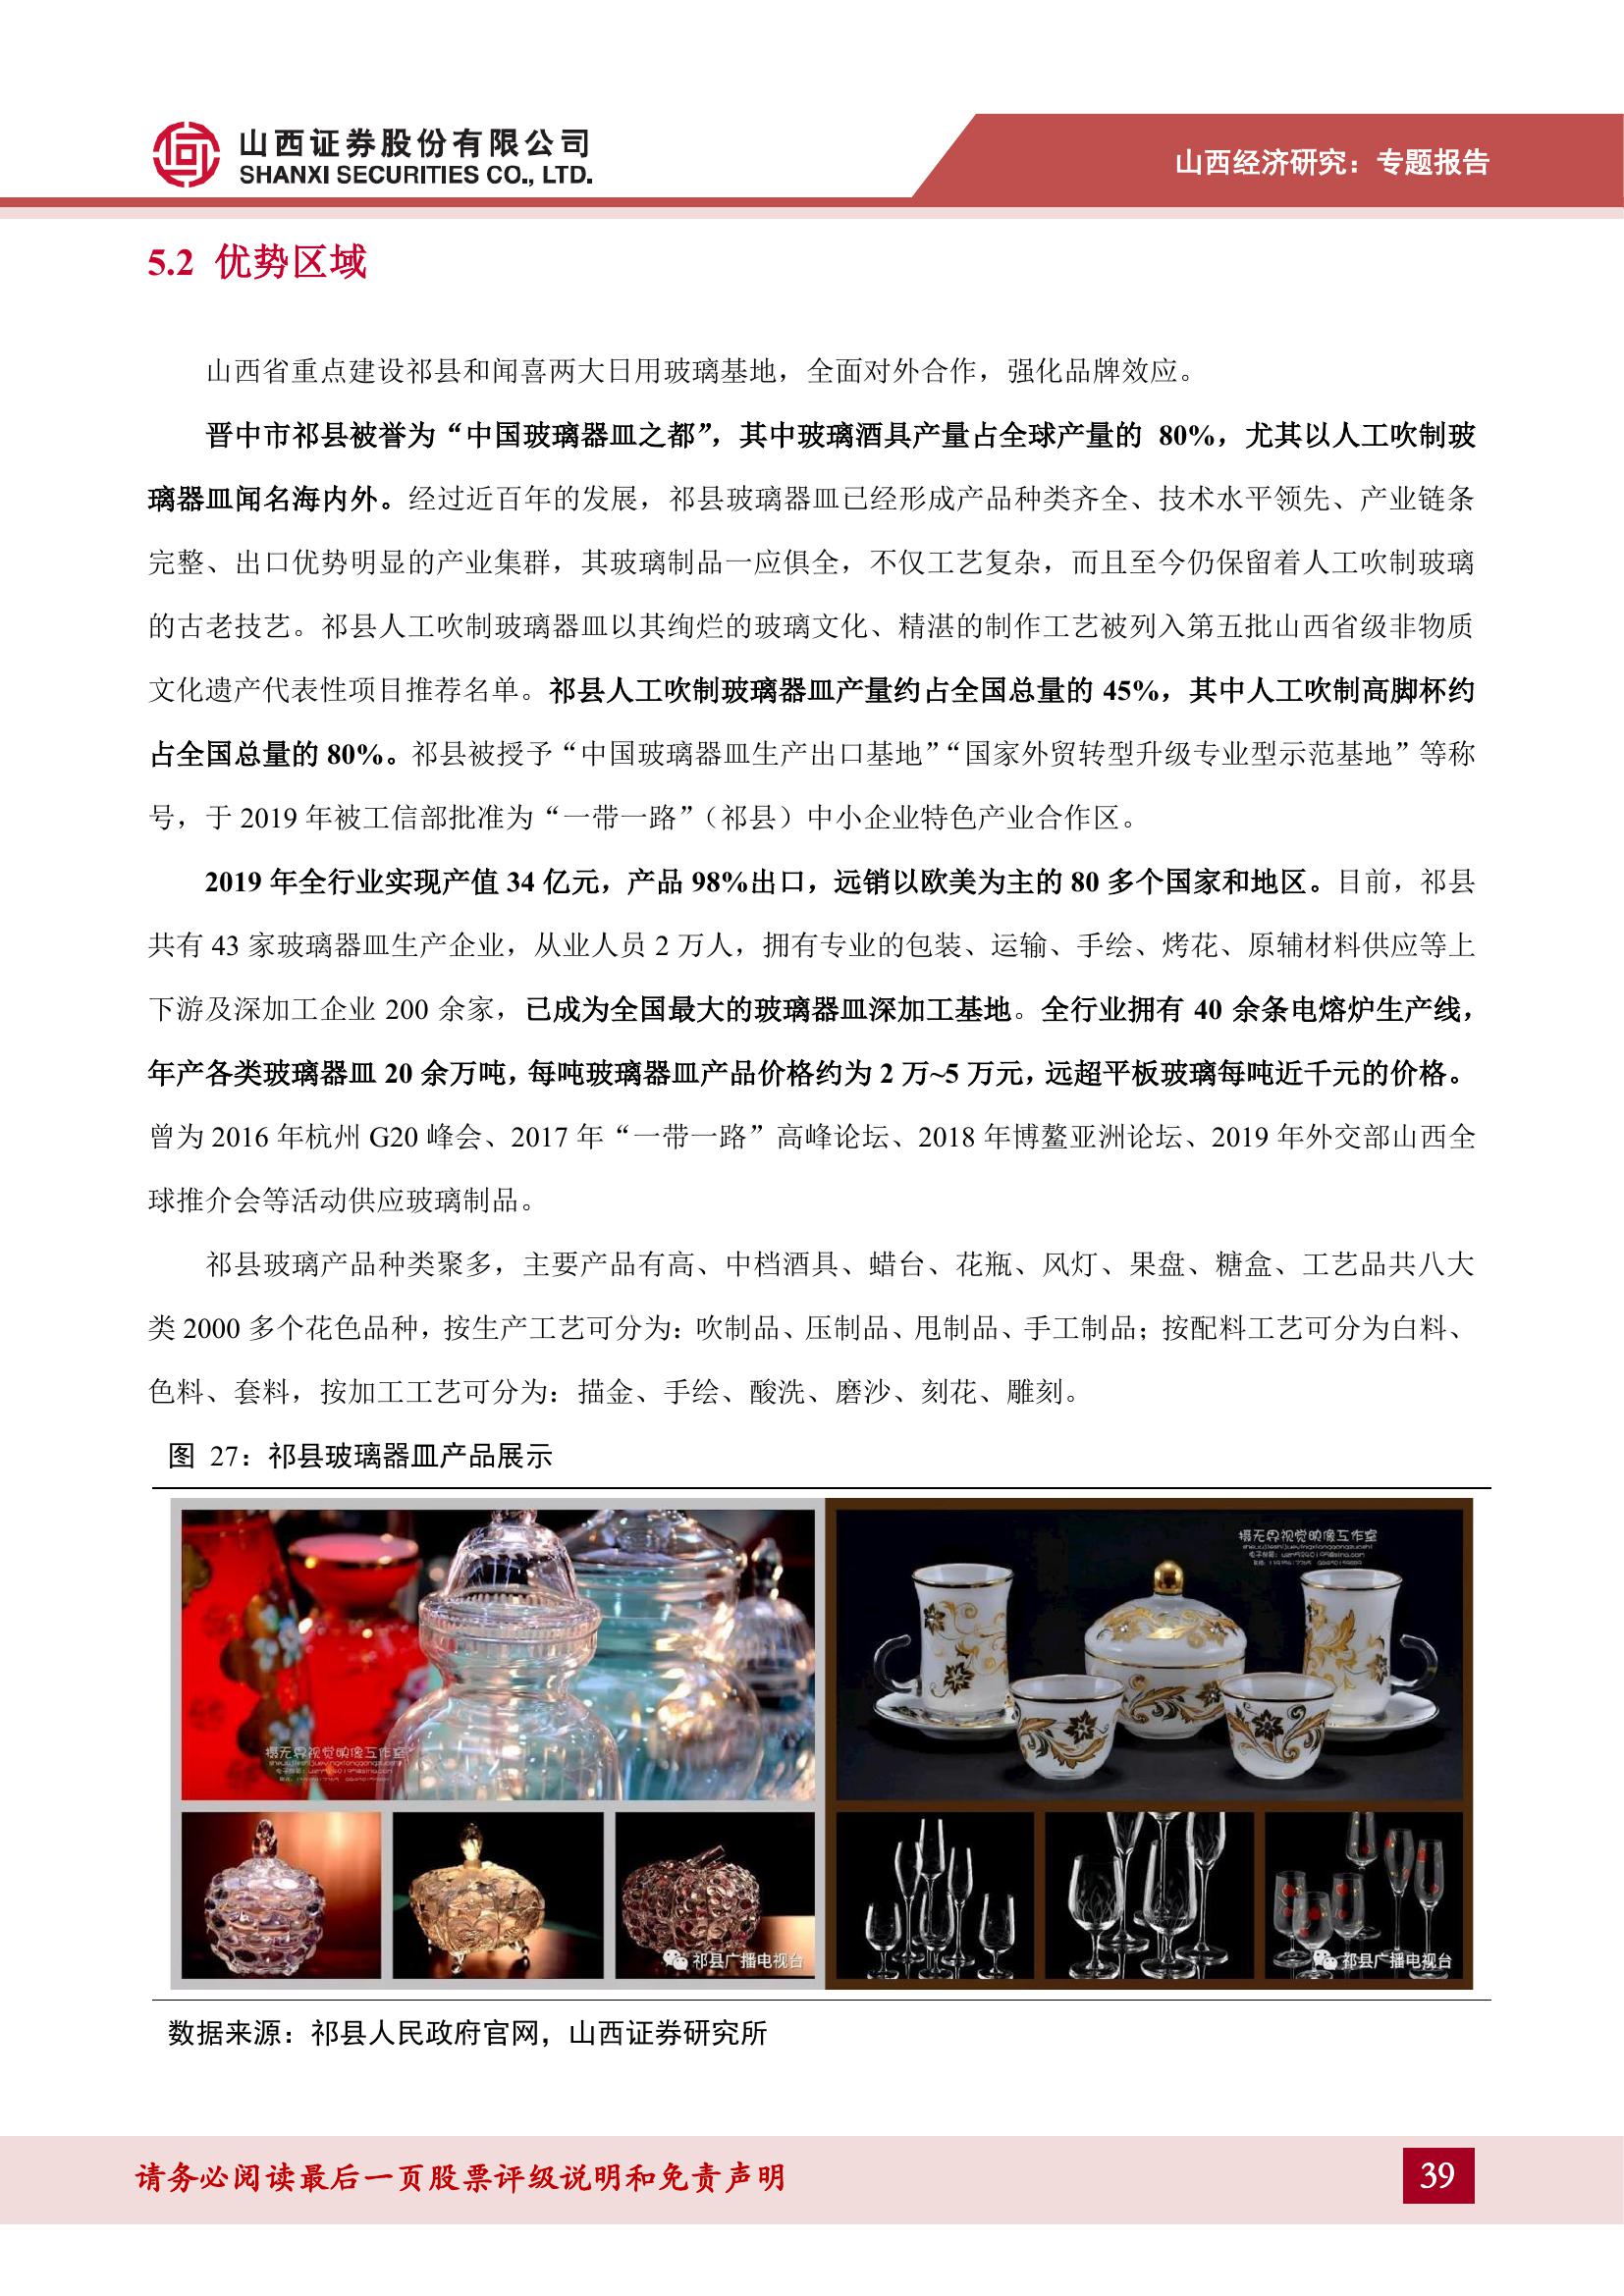 山西证券股份有限公司
SHANXI SECURITIES CO., LTD.
山西经济研究：专题报告
5.2 优势区域
山西省重点建设祁县和闻喜两大日用玻璃基地，全面对外合作，强化品牌效应。
晋中市祁县被誉为“中国玻璃器皿之都”，其中玻璃酒具产量占全球产量的 80%，尤其以人工吹制玻
璃器皿闻名海内外。经过近百年的发展，祁县玻璃器皿已经形成产品种类齐全、技术水平领先、产业链条
完整、出口优势明显的产业集群，其玻璃制品一应俱全，不仅工艺复杂，而且至今仍保留着人工吹制玻璃
的古老技艺。祁县人工吹制玻璃器皿以其绚烂的玻璃文化、精湛的制作工艺被列入第五批山西省级非物质
文化遗产代表性项目推荐名单。祁县人工吹制玻璃器皿产量约占全国总量的 45%，其中人工吹制高脚杯约
占全国总量的 80%。祁县被授予“中国玻璃器皿生产出口基地”“国家外贸转型升级专业型示范基地”等称
号，于 2019 年被工信部批准为“一带一路”（祁县）中小企业特色产业合作区。
2019 年全行业实现产值 34 亿元，产品 98%出口，远销以欧美为主的 80 多个国家和地区。目前，祁县
共有 43 家玻璃器皿生产企业，从业人员 2 万人，拥有专业的包装、运输、手绘、烤花、原辅材料供应等上
下游及深加工企业 200 余家，已成为全国最大的玻璃器皿深加工基地。全行业拥有 40 余条电熔炉生产线，
年产各类玻璃器皿 20 余万吨，每吨玻璃器皿产品价格约为 2 万~5 万元，远超平板玻璃每吨近千元的价格。
曾为 2016 年杭州 G20 峰会、2017 年“一带一路”高峰论坛、2018 年博鳌亚洲论坛、2019 年外交部山西全
球推介会等活动供应玻璃制品。
祁县玻璃产品种类聚多，主要产品有高、中档酒具、蜡台、花瓶、风灯、果盘、糖盒、工艺品共八大
类 2000 多个花色品种，按生产工艺可分为：吹制品、压制品、甩制品、手工制品；按配料工艺可分为白料、
色料、套料，按加工工艺可分为：描金、手绘、酸洗、磨沙、刻花、雕刻。
图 27：祁县玻璃器皿产品展示
摄无界视觉映像工作室
摄无界视觉映像工作室
祁县广播电视台
祁县广播电视台
数据来源：祁县人民政府官网，山西证券研究所
请务必阅读最后一页股票评级说明和免责声明
39